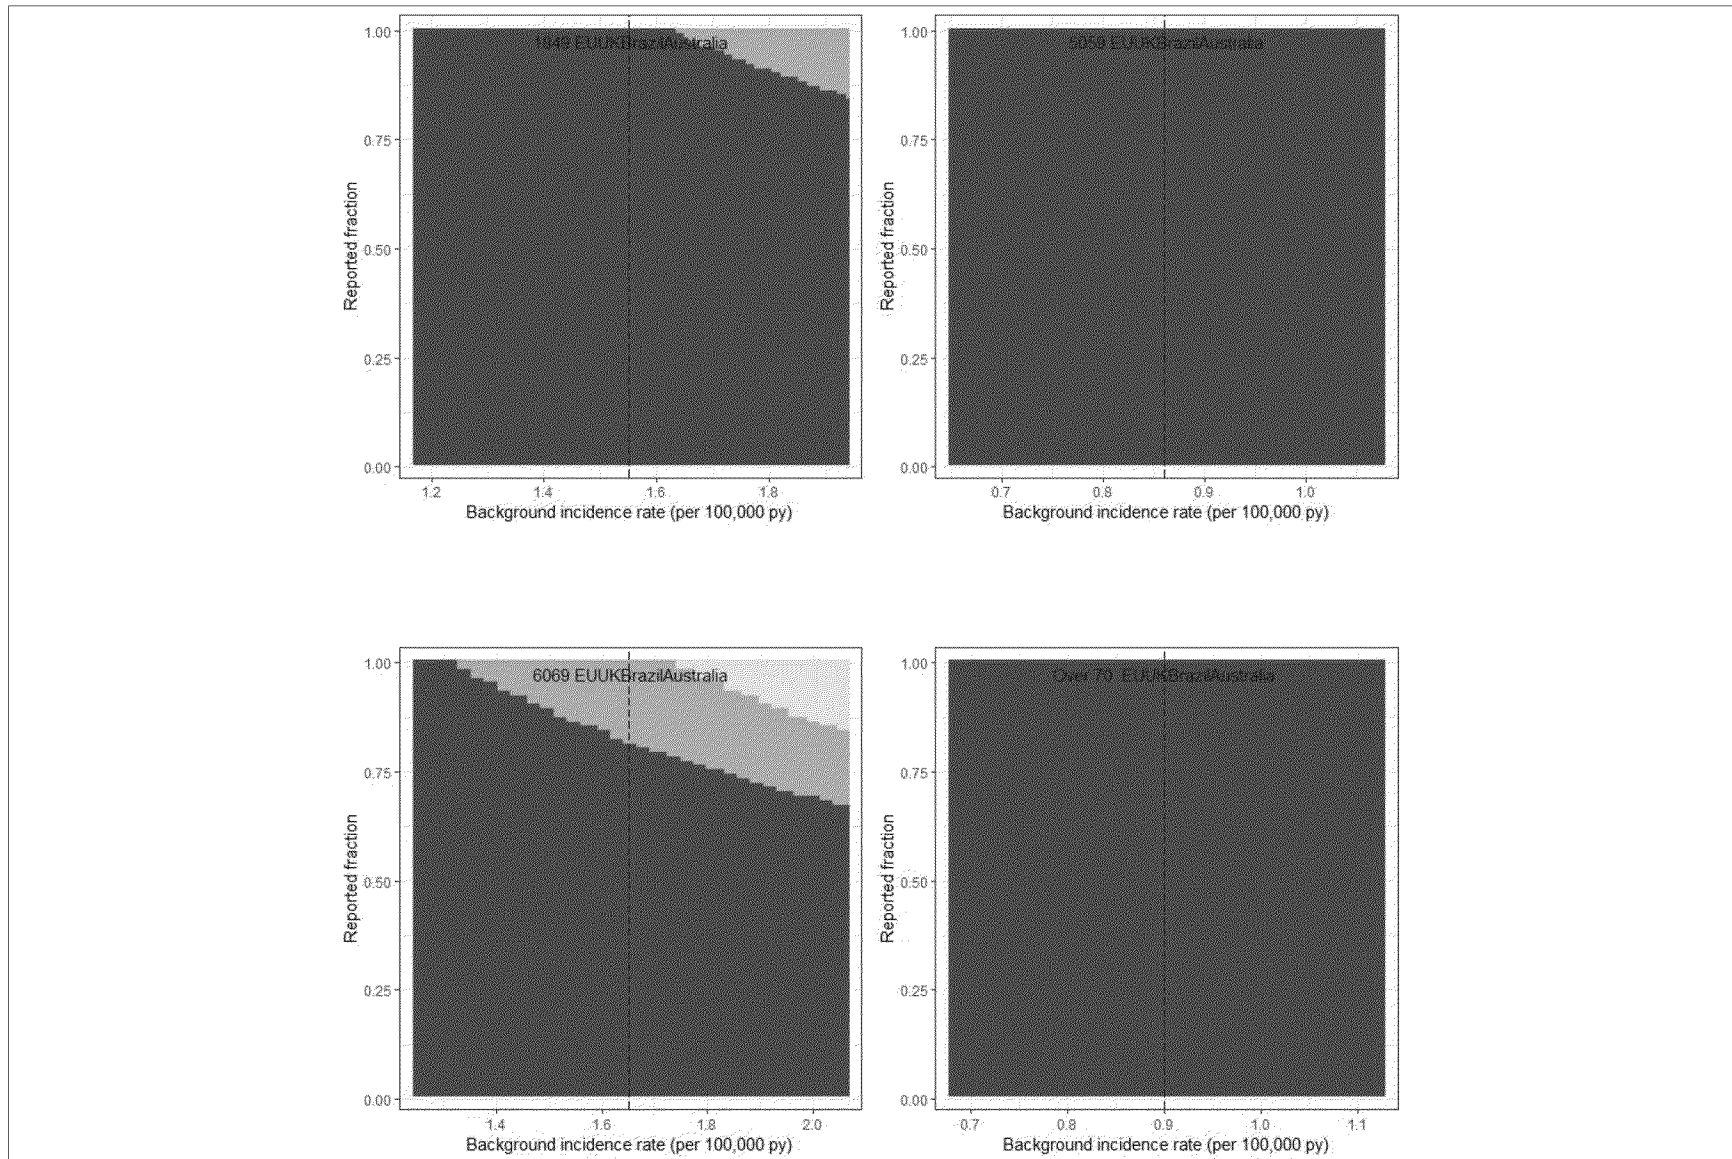 1849 EUUKBrazilAustralia
1.00
0.75
0.50
0.25
0.00
Reported fraction
1.2 1.4 1.6 1.8
Background incidence rate (per 100,000 py)
5059 EUUKBrazilAustralia
1.00
0.75
0.50
0.25
0.00
Reported fraction
0.7 0.8 0.9 1.0
Background incidence rate (per 100,000 py)
6069 EUUKBrazilAustralia
1.00
0.75
0.50
0.25
0.00
Reported fraction
1.4 1.6 1.8 2.0
Background incidence rate (per 100,000 py)
Over 70 EUUKBrazilAustralia
1.00
0.75
0.50
0.25
0.00
Reported fraction
0.7 0.8 0.9 1.0 1.1
Background incidence rate (per 100,000 py)